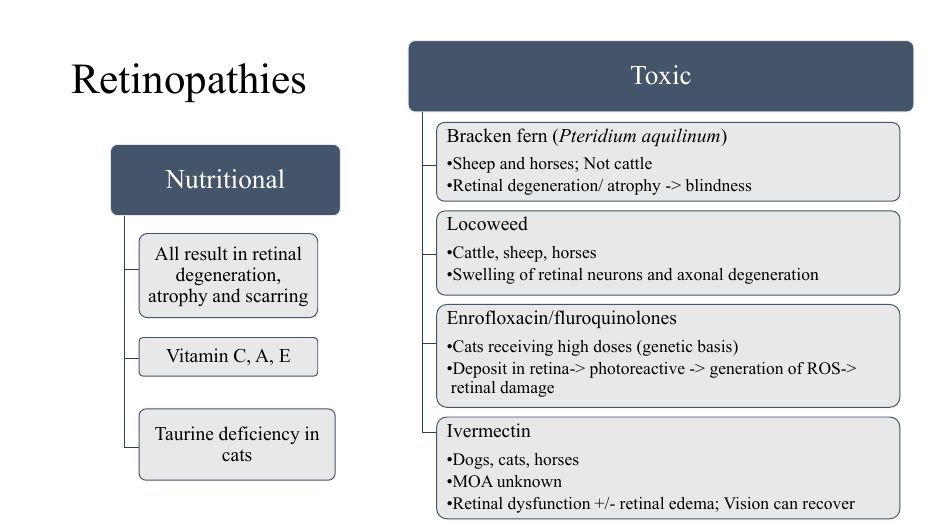 Retinopathies
Nutritional
All result in retinal
degeneration,
atrophy and scarring
Vitamin C, A, E
Taurine deficiency in
cats
Toxic
Bracken fern (Pteridium aquilinum)
•Sheep and horses; Not cattle
•Retinal degeneration/ atrophy -> blindness
Locoweed
•Cattle, sheep, horses
•Swelling of retinal neurons and axonal degeneration
Enrofloxacin/fluroquinolones
•Cats receiving high doses (genetic basis)
•Deposit in retina-> photoreactive -> generation of ROS->
retinal damage
Ivermectin
•Dogs, cats, horses
•MOA unknown
•Retinal dysfunction +/- retinal edema; Vision can recover